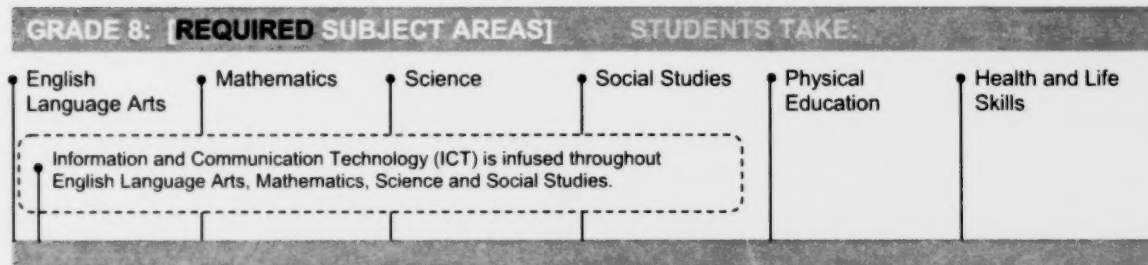 GRADE 8: [REQUIRED SUBJECT AREAS] STUDENTS TAKE:
English
Language Arts
Mathematics
Science
Social Studies
Physical
Education
Health and Life
Skills
Information and Communication Technology (ICT) is infused throughout
English Language Arts, Mathematics, Science and Social Studies.